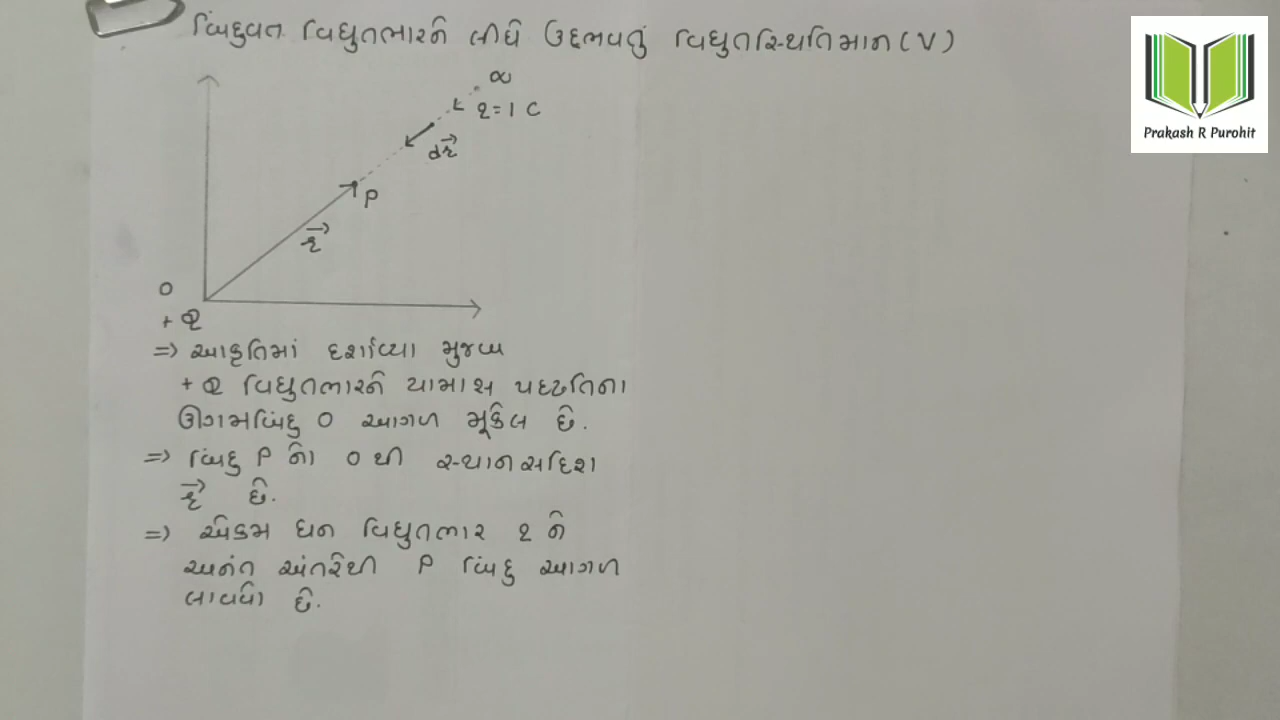 બિંદુવત વિદ્યુતભારને લીધે ઉદ્દભવતું વિદ્યુતસ્થિતિમાન (V)
Prakash R Purohit
∞
q = 1 C
dr⃗
P
r⃗
O
+ Q
⇒ આકૃતિમાં દર્શાવ્યા મુજબ
+ Q વિદ્યુતભારને યામાક્ષ પદ્ધતિના
ઊગમબિંદુ O આગળ મૂકેલ છે.
⇒ બિંદુ P નો O થી સ્થાનસદિશ
r⃗ છે.
⇒ એકમ ધન વિદ્યુતભાર q ને
અનંત અંતરેથી P બિંદુ આગળ
લાવવો છે.